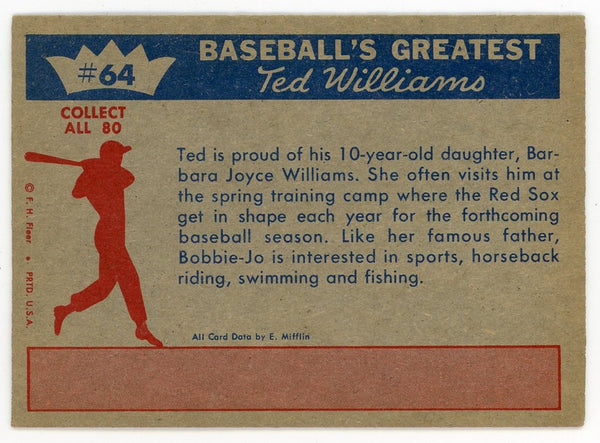 #64
BASEBALL'S GREATEST
Ted Williams
COLLECT
ALL 80
Ted is proud of his 10-year-old daughter, Bar-
bara Joyce Williams. She often visits him at
the spring training camp where the Red Sox
get in shape each year for the forthcoming
baseball season. Like her famous father,
Bobbie-Jo is interested in sports, horseback
riding, swimming and fishing.
© F. H. Fleer • PRTD. U.S.A.
All Card Data by E. Mifflin